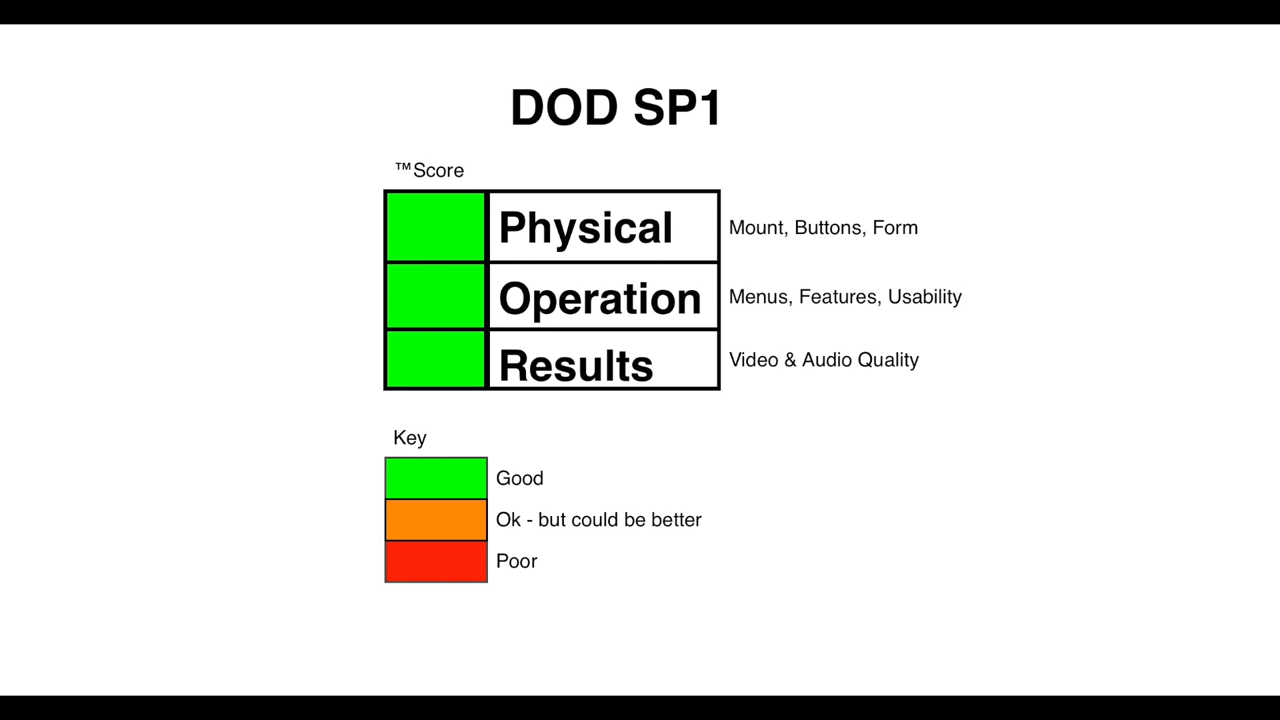 DOD SP1
™Score
Physical Mount, Buttons, Form
Operation Menus, Features, Usability
Results Video & Audio Quality
Key
Good
Ok - but could be better
Poor